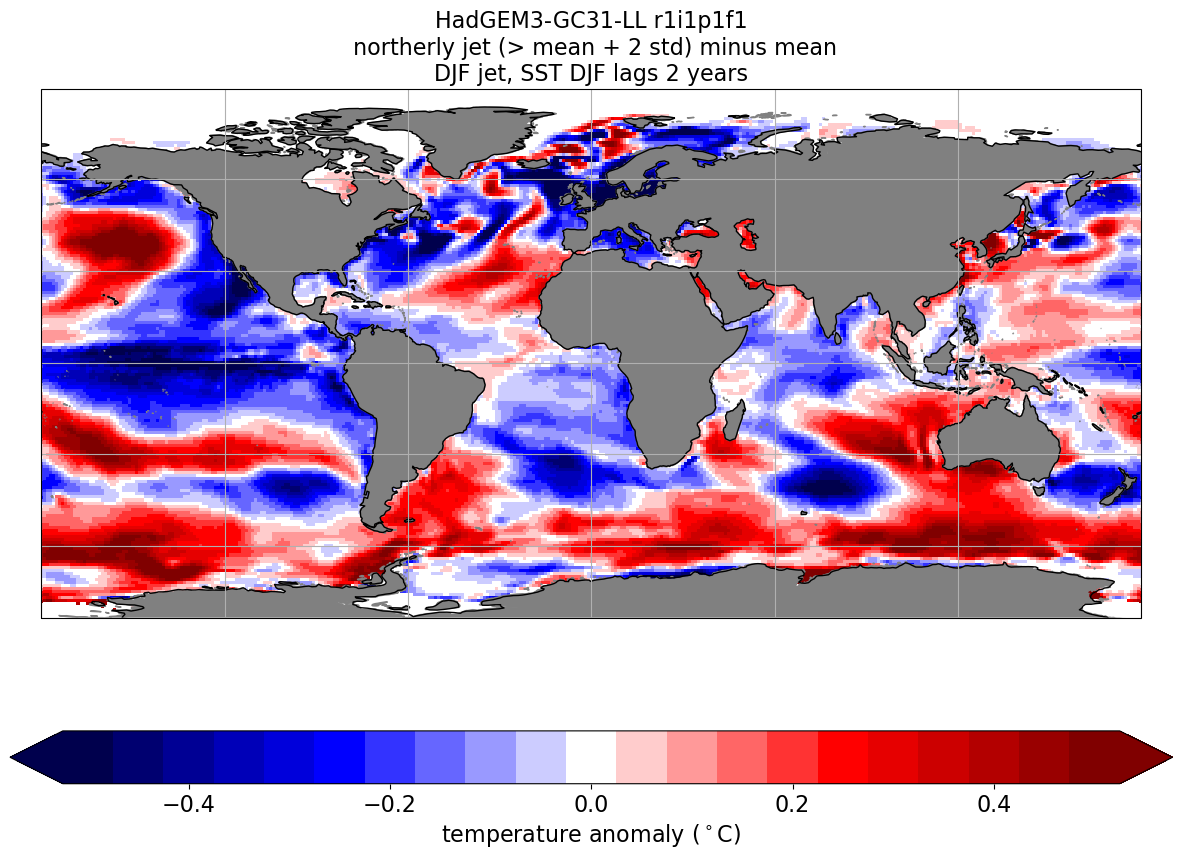 HadGEM3-GC31-LL r1i1p1f1
northerly jet (> mean + 2 std) minus mean
DJF jet, SST DJF lags 2 years
−0.4 −0.2 0.0 0.2 0.4
temperature anomaly (°C)